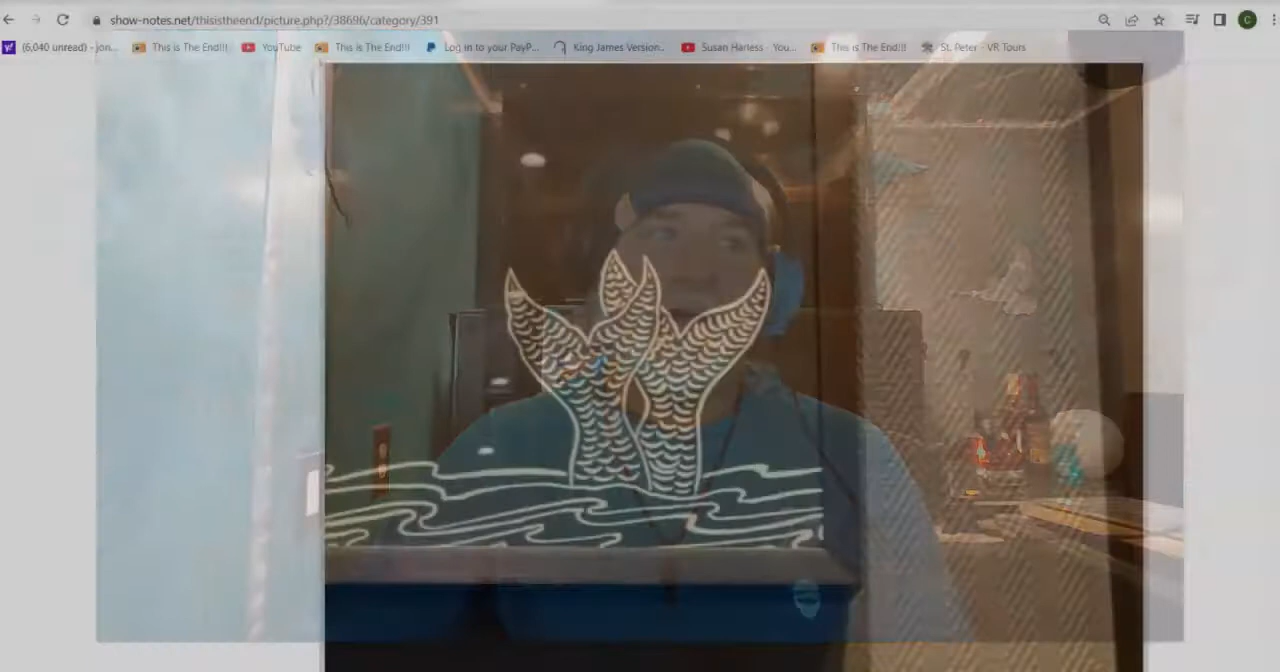 show-notes.net/thisistheend/picture.php?/38696/category/391
C
y! (6,040 unread) - jon... This is The End!!! YouTube This is The End!!! Log in to your PayP... King James Version... Susan Harless - You... This is The End!!! St. Peter - VR Tours